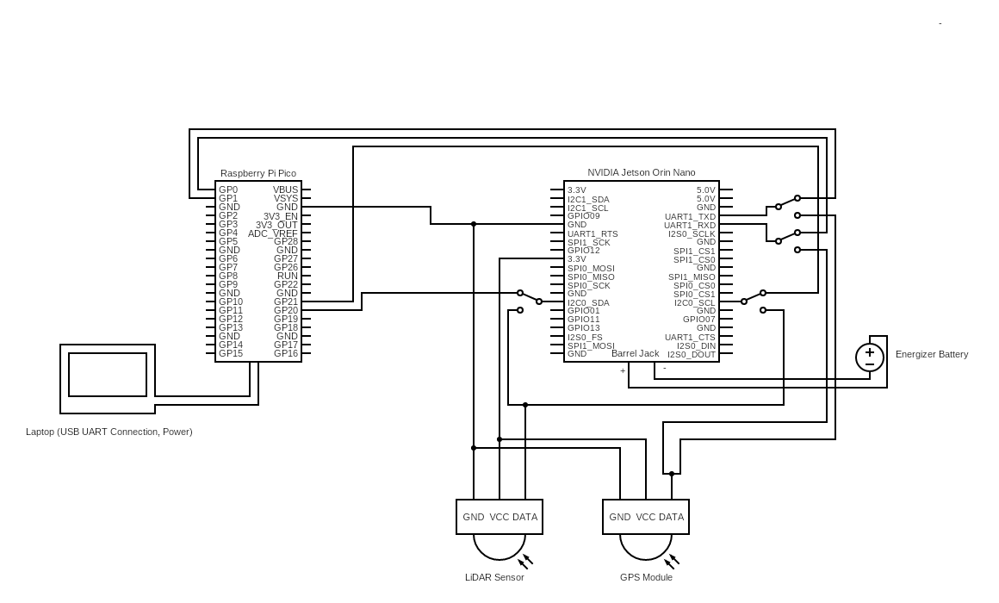 -
Raspberry Pi Pico
GP0
GP1
GND
GP2
GP3
GP4
GP5
GND
GP6
GP7
GP8
GP9
GND
GP10
GP11
GP12
GP13
GND
GP14
GP15
VBUS
VSYS
GND
3V3_EN
3V3_OUT
ADC_VREF
GP28
GND
GP27
GP26
RUN
GP22
GND
GP21
GP20
GP19
GP18
GND
GP17
GP16
NVIDIA Jetson Orin Nano
3.3V
I2C1_SDA
I2C1_SCL
GPIO09
GND
UART1_RTS
SPI1_SCK
GPIO12
3.3V
SPI0_MOSI
SPI0_MISO
SPI0_SCK
GND
I2C0_SDA
GPIO01
GPIO11
GPIO13
I2S0_FS
SPI1_MOSI
GND
5.0V
5.0V
GND
UART1_TXD
UART1_RXD
I2S0_SCLK
GND
SPI1_CS1
SPI1_CS0
GND
SPI1_MISO
SPI0_CS0
SPI0_CS1
I2C0_SCL
GND
GPIO07
GND
UART1_CTS
I2S0_DIN
I2S0_DOUT
Barrel Jack
+
-
Energizer Battery
Laptop (USB UART Connection, Power)
GND VCC DATA
LiDAR Sensor
GND VCC DATA
GPS Module